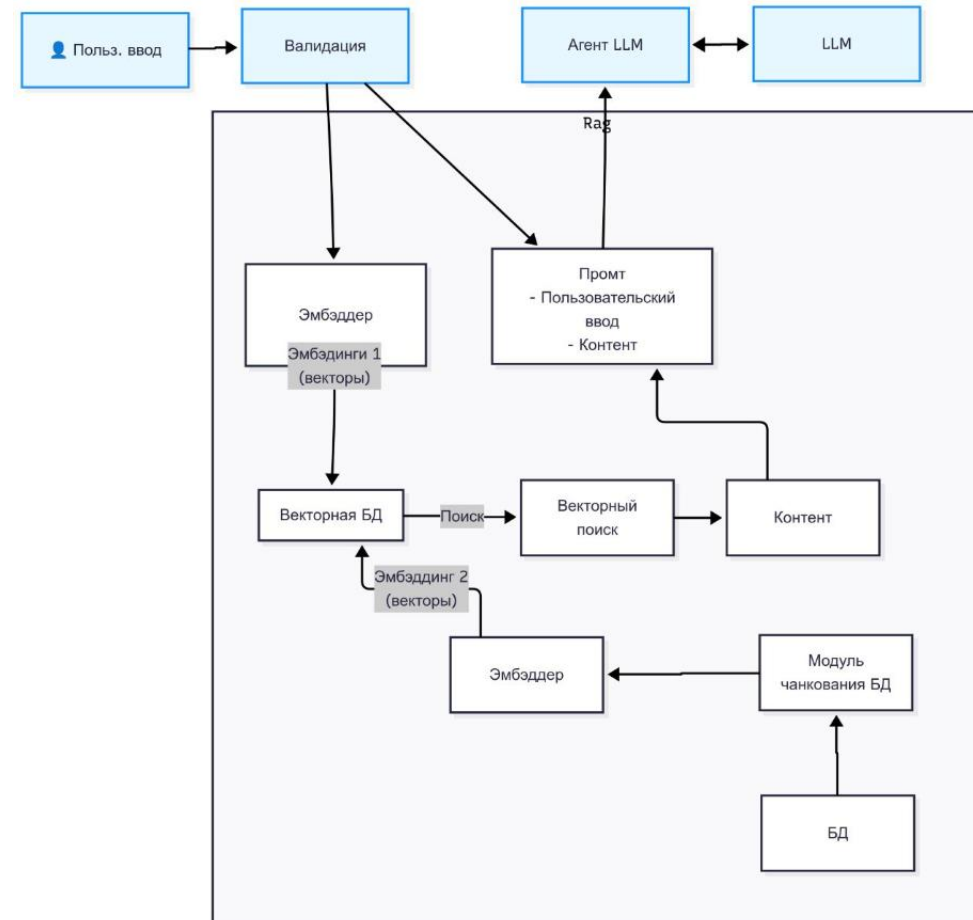 Польз. ввод
Валидация
Агент LLM
LLM
Rag
Эмбэддер
Эмбэдинги 1
(векторы)
Промт
- Пользовательский
ввод
- Контент
Векторная БД
Поиск
Векторный
поиск
Контент
Эмбэддинг 2
(векторы)
Эмбэддер
Модуль
чанкования БД
БД